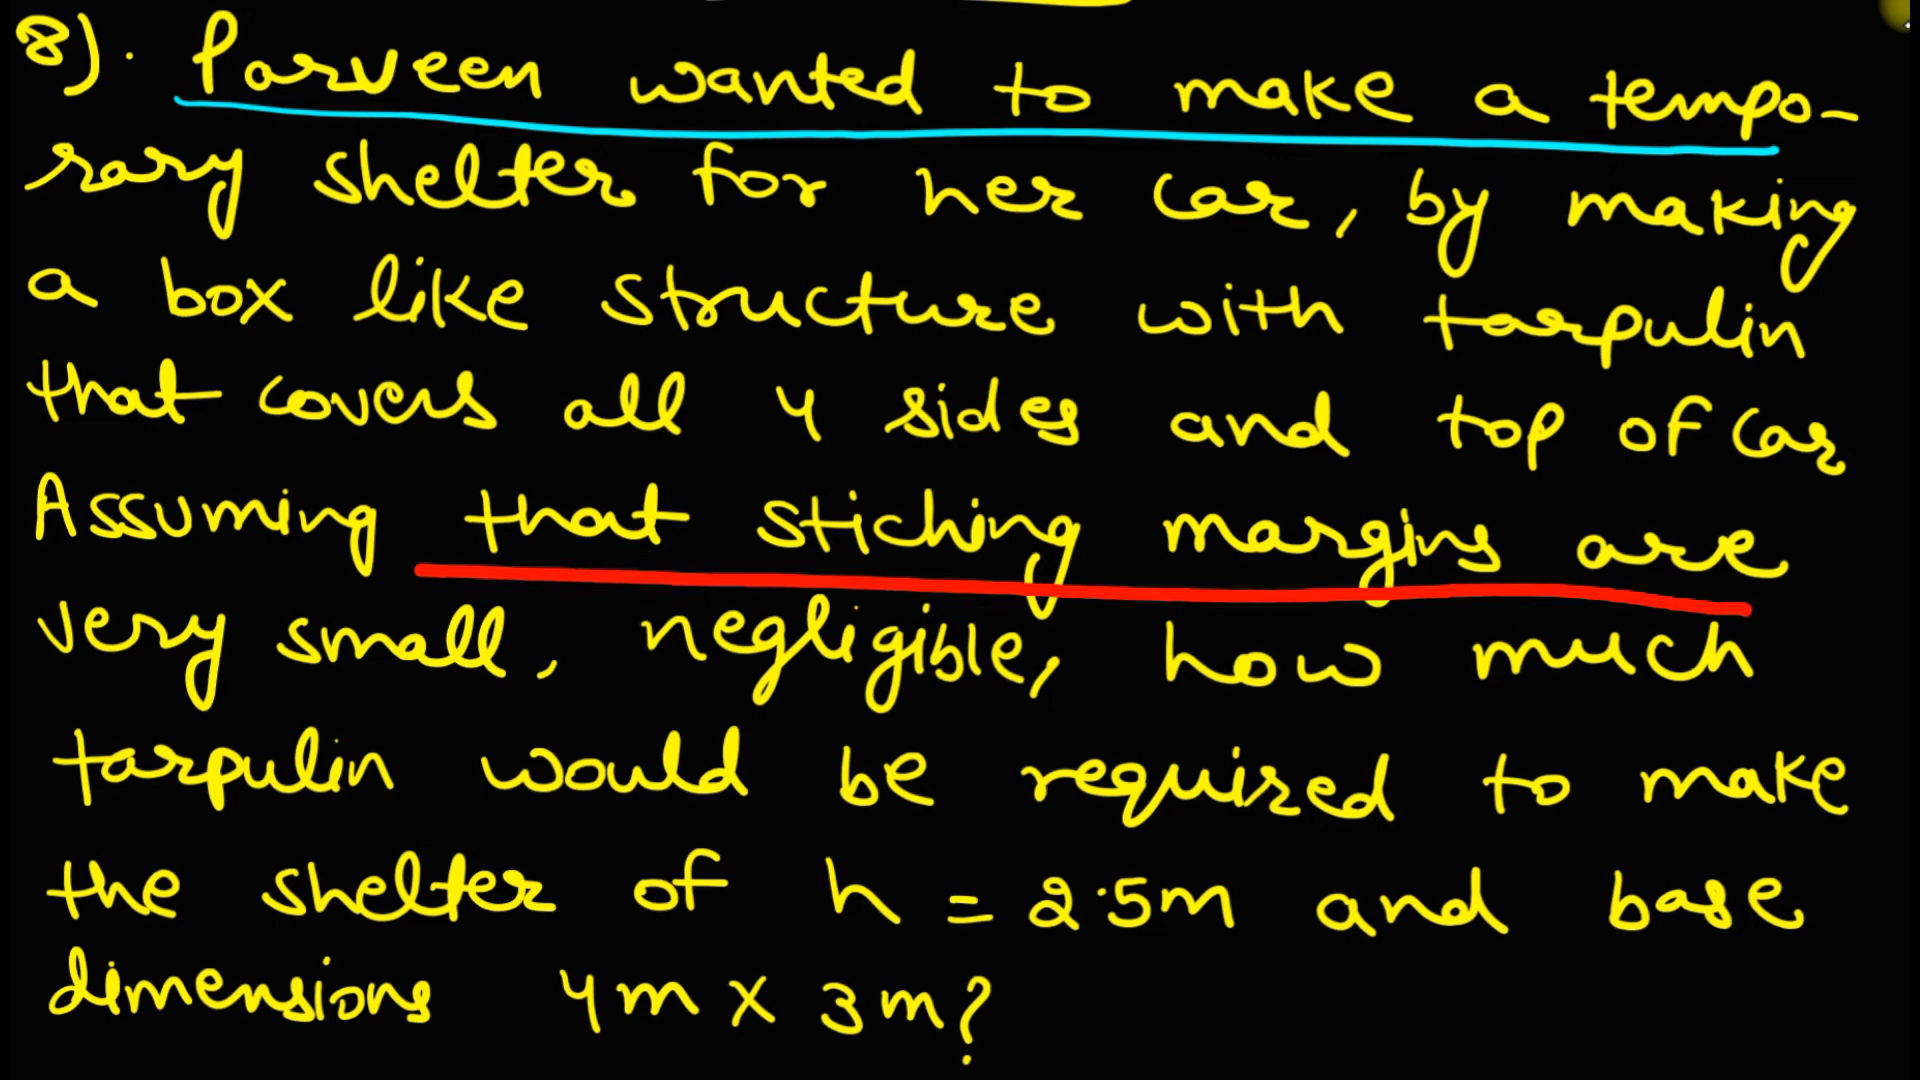 8). Parveen wanted to make a tempo-
rary shelter for her car, by making
a box like structure with tarpulin
that covers all 4 sides and top of car
Assuming that stiching margins are
very small, negligible, how much
tarpulin would be required to make
the shelter of h = 2.5m and base
dimensions 4m x 3m?